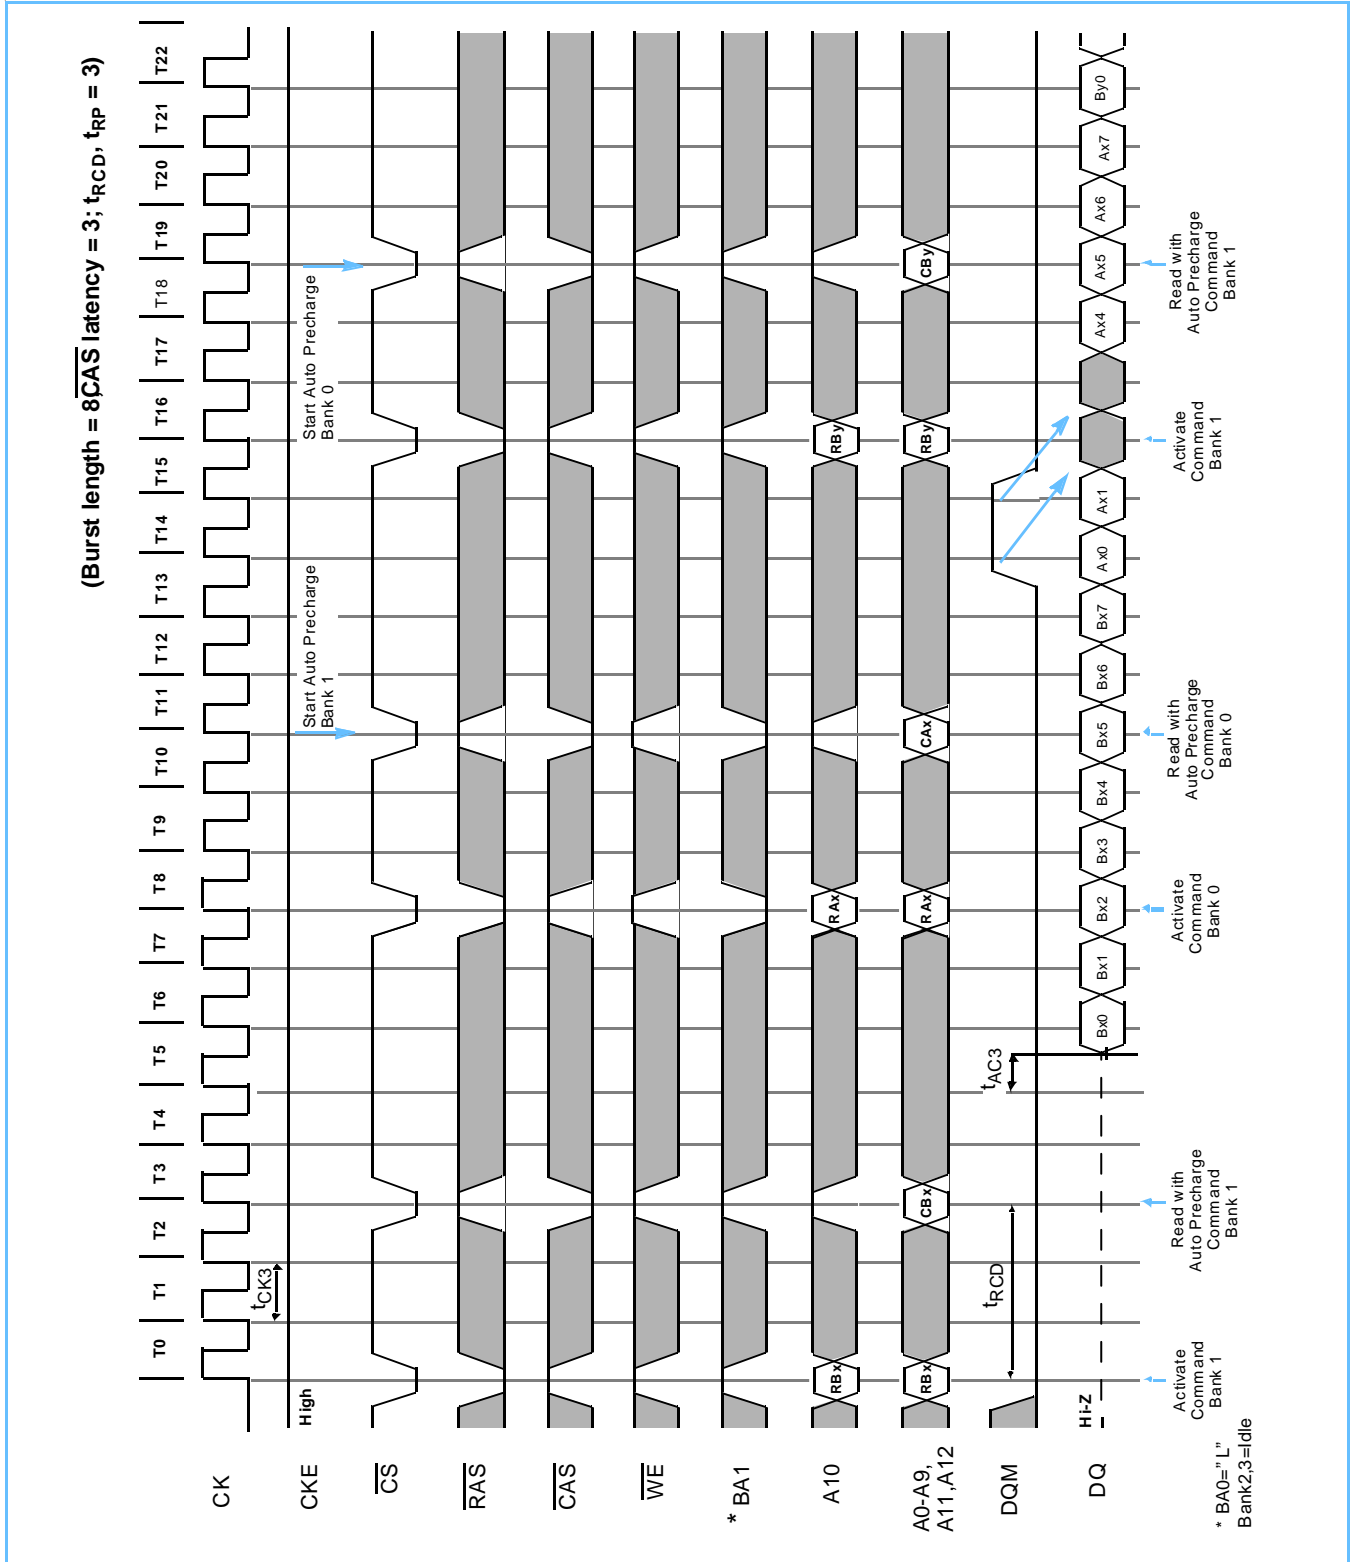 (Burst length = 8,CAS latency = 3; tRCD, tRP = 3)
T0 T1 T2 T3 T4 T5 T6 T7 T8 T9 T10 T11 T12 T13 T14 T15 T16 T17 T18 T19 T20 T21 T22
CK
tCK3
CKE
High
Start Auto Precharge
Bank 1
Start Auto Precharge
Bank 0
CS
RAS
CAS
WE
* BA1
A10
RBx RAx RBy
A0-A9,
A11,A12
RBx CBx RAx CAx RBy CBy
DQM
tRCD
tAC3
DQ
Hi-Z
Bx0 Bx1 Bx2 Bx3 Bx4 Bx5 Bx6 Bx7 Ax0 Ax1 Ax4 Ax5 Ax6 Ax7 By0
Activate
Command
Bank 1
Read with
Auto Precharge
Command
Bank 1
Activate
Command
Bank 0
Read with
Auto Precharge
Command
Bank 0
Activate
Command
Bank 1
Read with
Auto Precharge
Command
Bank 1
* BA0="L"
Bank2,3=Idle